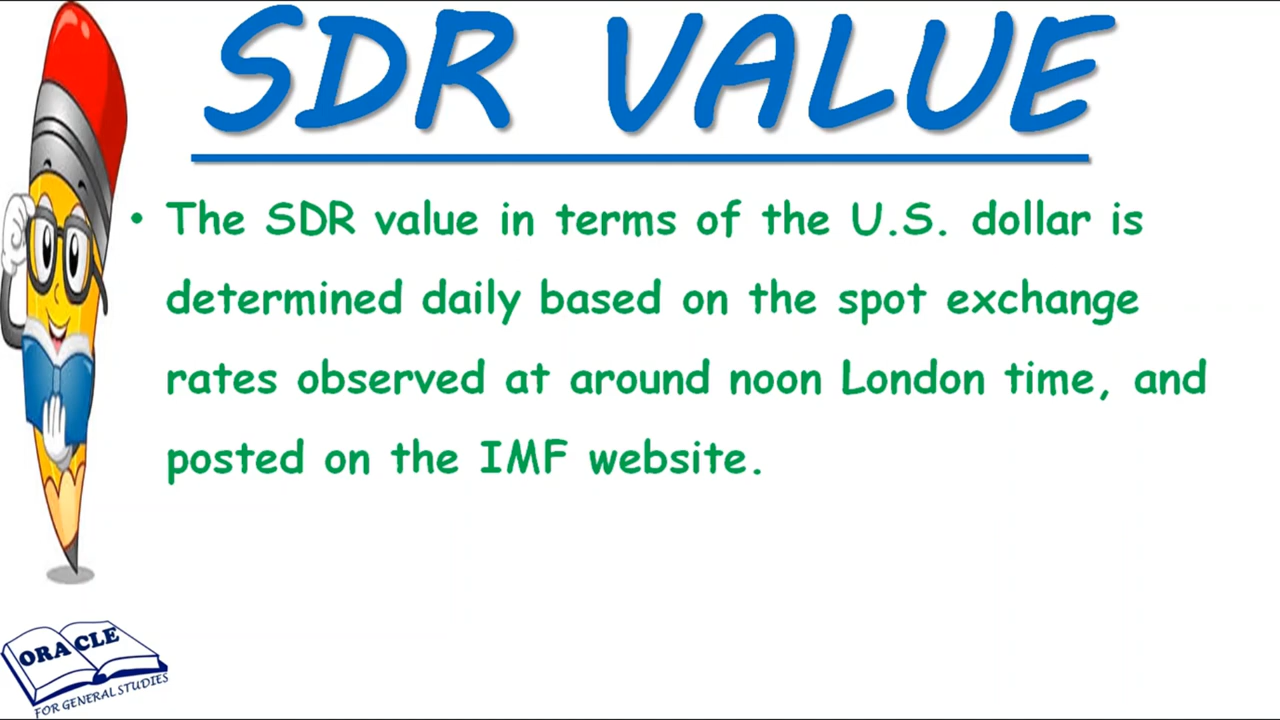 SDR VALUE
• The SDR value in terms of the U.S. dollar is
determined daily based on the spot exchange
rates observed at around noon London time, and
posted on the IMF website.
ORACLE
FOR GENERAL STUDIES